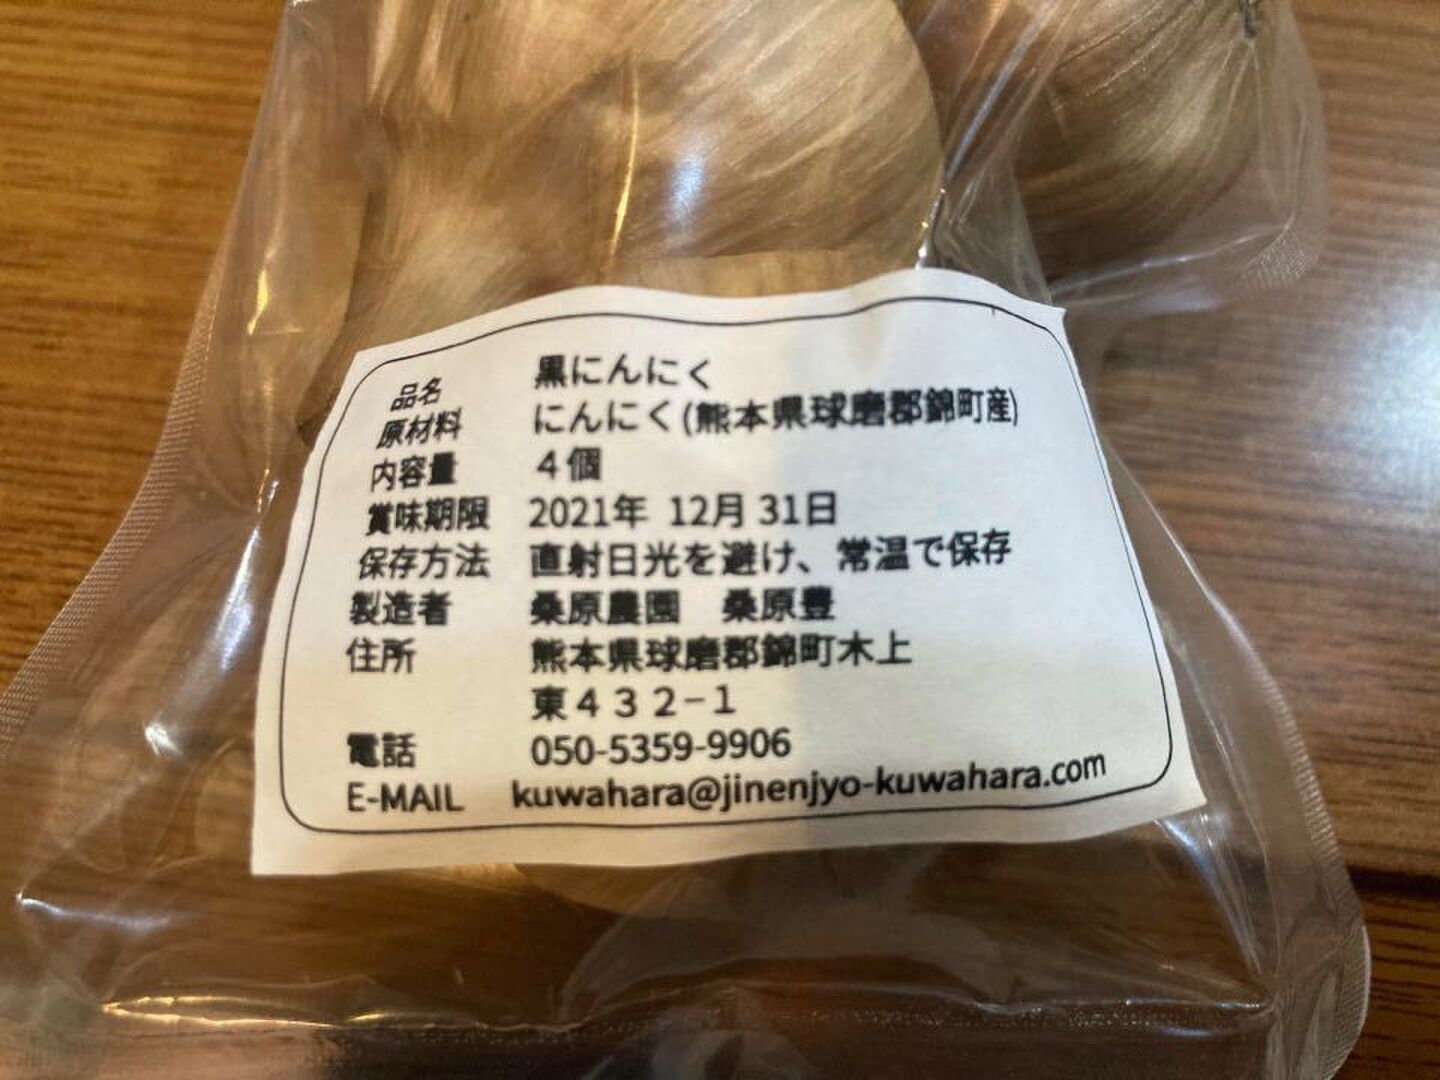 品名 黒にんにく
原材料 にんにく(熊本県球磨郡錦町産)
内容量 4個
賞味期限 2021年 12月 31日
保存方法 直射日光を避け、常温で保存
製造者 桑原農園 桑原豊
住所 熊本県球磨郡錦町木上
東432-1
電話 050-5359-9906
E-MAIL kuwahara@jinenjyo-kuwahara.com